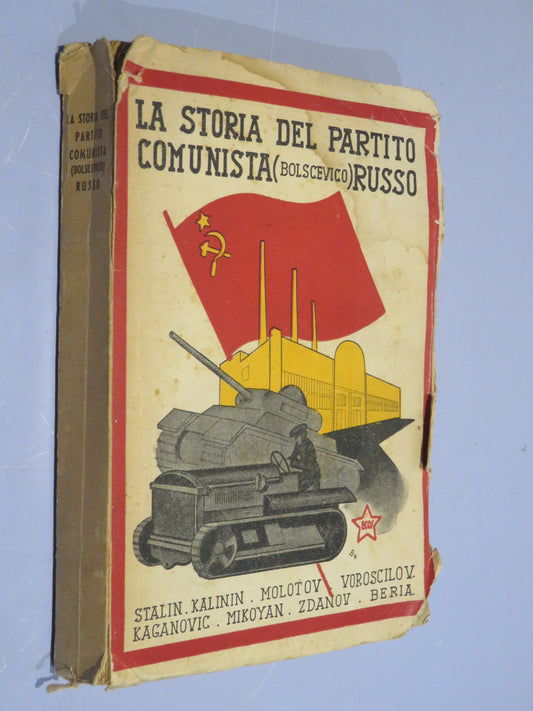 LA STORIA DEL
PARTITO
COMUNISTA
(BOLSCEVICO)
RUSSO
LA STORIA DEL PARTITO
COMUNISTA (BOLSCEVICO) RUSSO
STALIN . KALININ . MOLOTOV . VOROSCILOV .
KAGANOVIC . MIKOYAN . ZDANOV . BERIA .